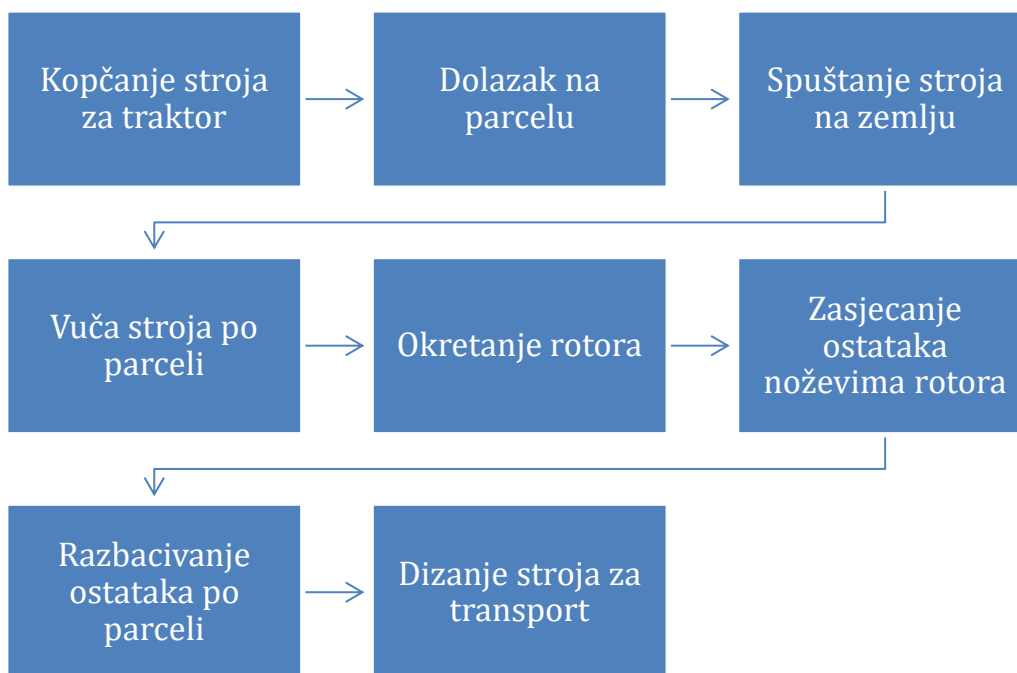 Kopčanje stroja
za traktor
Dolazak na
parcelu
Spuštanje stroja
na zemlju
Vuča stroja po
parceli
Okretanje rotora
Zasjecanje
ostataka
noževima rotora
Razbacivanje
ostataka po
parceli
Dizanje stroja za
transport